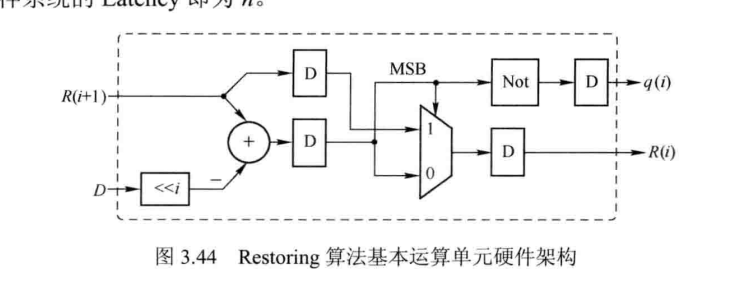 件系统的 Latency 即为 n。
D
MSB
Not
D
q(i)
R(i+1)
+
D
1
D
R(i)
−
D
<<i
0
图 3.44 Restoring 算法基本运算单元硬件架构